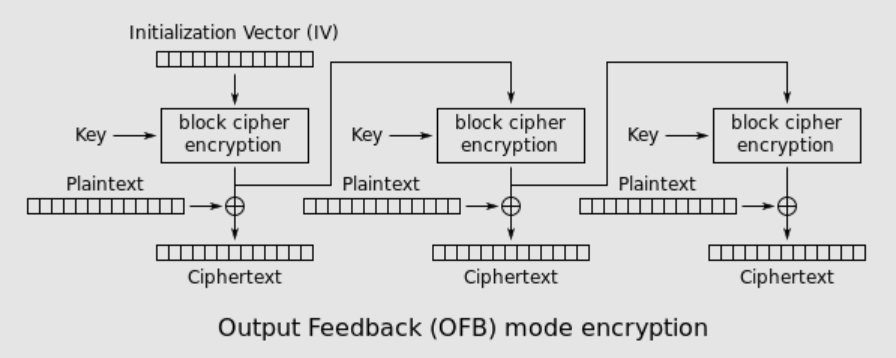 Initialization Vector (IV)
Key
block cipher
encryption
Key
block cipher
encryption
Key
block cipher
encryption
Plaintext
Plaintext
Plaintext
Ciphertext
Ciphertext
Ciphertext
Output Feedback (OFB) mode encryption